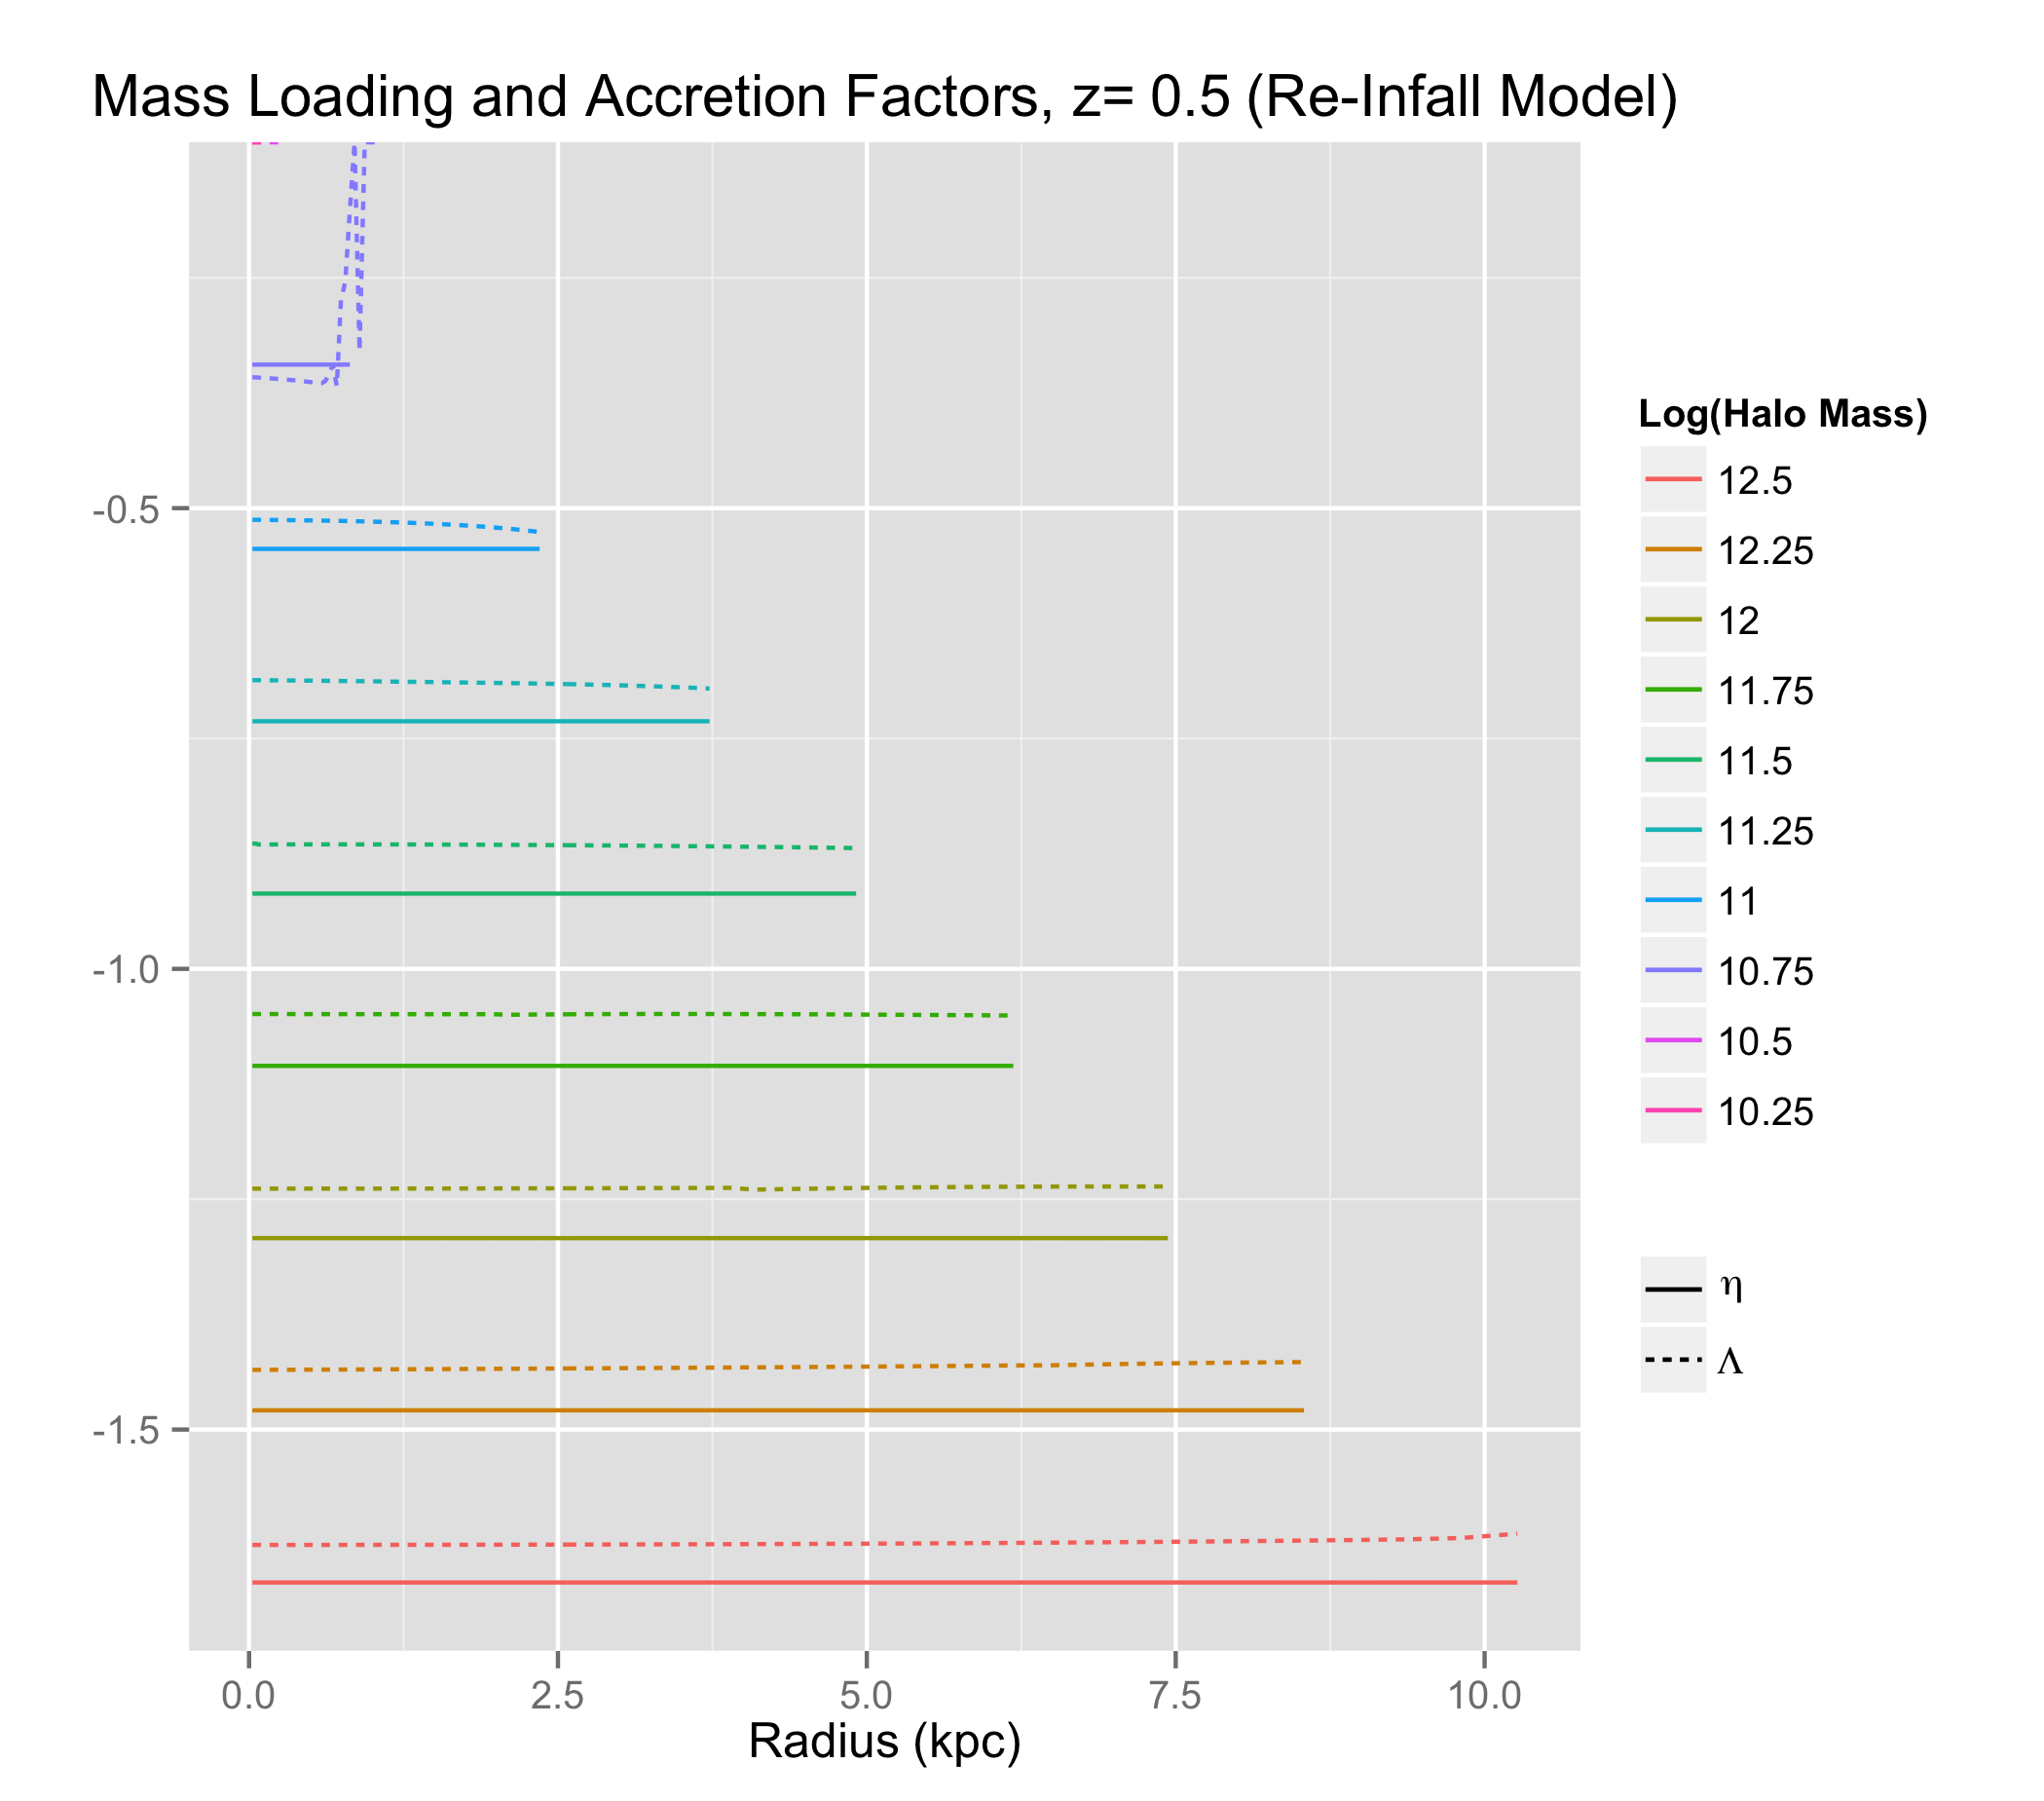 Mass Loading and Accretion Factors, z= 0.5 (Re-Infall Model)
-0.5
-1.0
-1.5
0.0 2.5 5.0 7.5 10.0
Radius (kpc)
Log(Halo Mass)
12.5
12.25
12
11.75
11.5
11.25
11
10.75
10.5
10.25
η
Λ